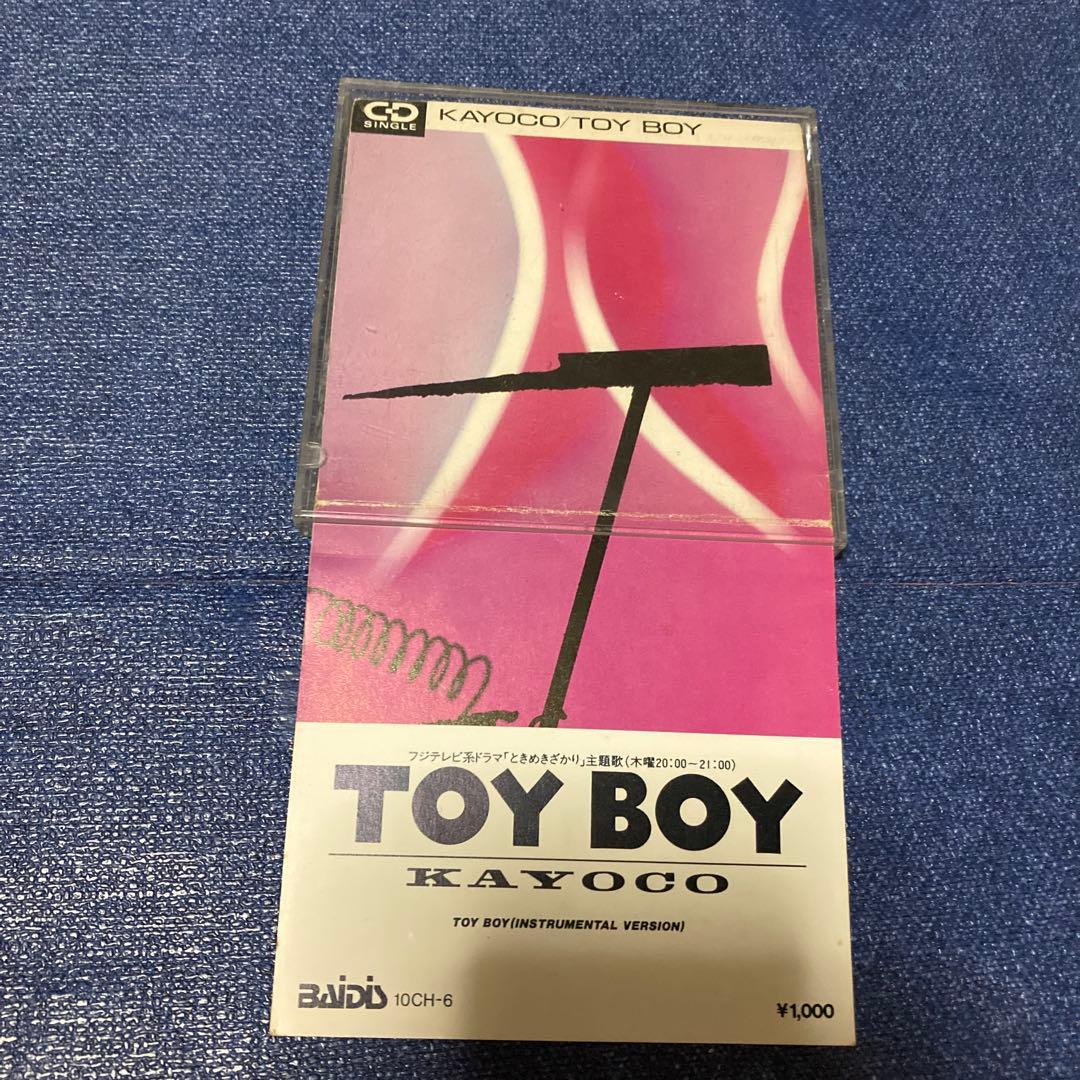 CD
SINGLE
KAYOCO/TOY BOY
フジテレビ系ドラマ「ときめきざかり」主題歌(木曜20:00〜21:00)
TOY BOY
KAYOCO
TOY BOY(INSTRUMENTAL VERSION)
BAiDiS 10CH-6
¥1,000